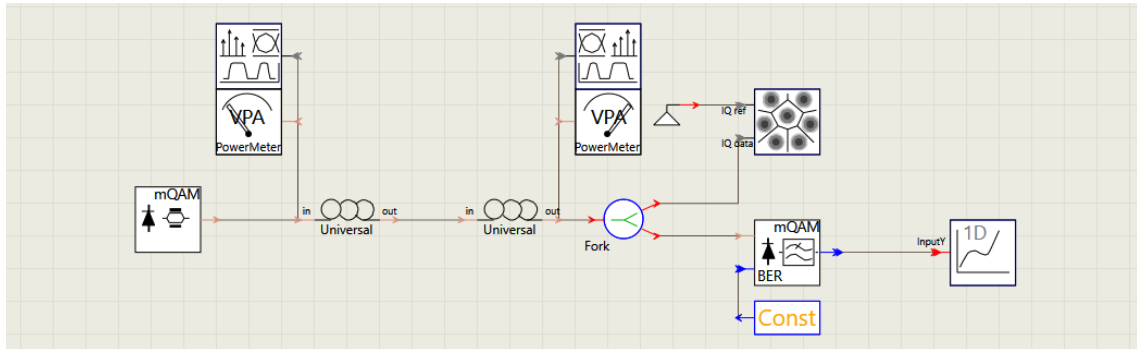 VPA
PowerMeter
VPA
PowerMeter
IQ ref
IQ data
mQAM
in
out
Universal
in
out
Universal
Fork
mQAM
BER
InputY
1D
Const